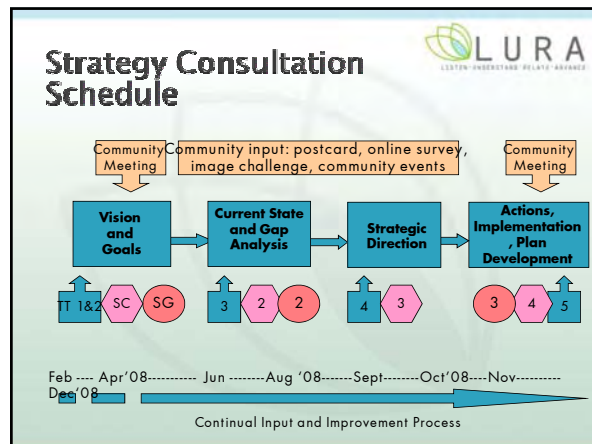 Strategy Consultation
Schedule
LURA
LISTEN·UNDERSTAND·RELATE·ADVANCE
Community
Meeting
Community input: postcard, online survey,
image challenge, community events
Community
Meeting
Vision
and
Goals
Current State
and Gap
Analysis
Strategic
Direction
Actions,
Implementation
, Plan
Development
TT 1&2
SC
SG
3
2
2
4
3
3
4
5
Feb ---- Apr'08----------- Jun --------Aug '08------Sept--------Oct'08----Nov-----------
Dec'08
Continual Input and Improvement Process